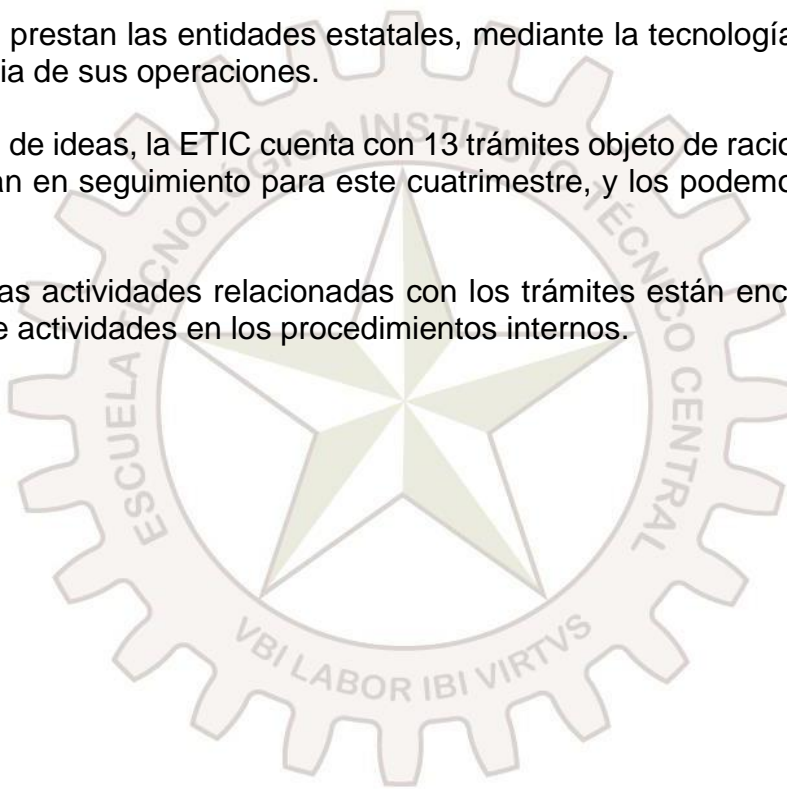 prestan las entidades estatales, mediante la tecnología
ia de sus operaciones.
de ideas, la ETIC cuenta con 13 trámites objeto de racio
an en seguimiento para este cuatrimestre, y los podemo
as actividades relacionadas con los trámites están enc
e actividades en los procedimientos internos.
ESCUELA TECNOLÓGICA INSTITUTO TÉCNICO CENTRAL
VBI LABOR IBI VIRTVS